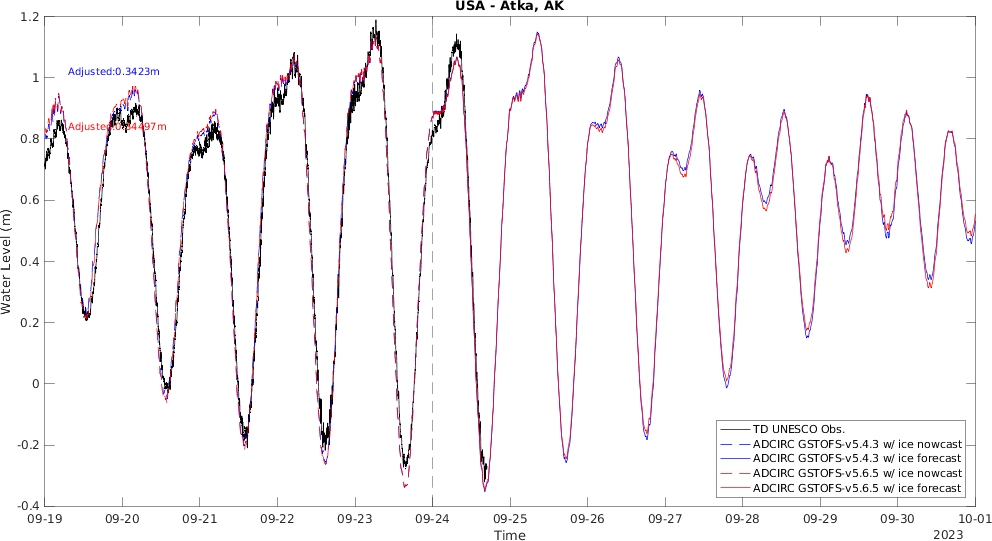 USA - Atka, AK
1.2
1
0.8
0.6
0.4
0.2
0
-0.2
-0.4
Water Level (m)
Adjusted:0.3423m
Adjusted:0.34497m
TD UNESCO Obs.
ADCIRC GSTOFS-v5.4.3 w/ ice nowcast
ADCIRC GSTOFS-v5.4.3 w/ ice forecast
ADCIRC GSTOFS-v5.6.5 w/ ice nowcast
ADCIRC GSTOFS-v5.6.5 w/ ice forecast
09-19 09-20 09-21 09-22 09-23 09-24 09-25 09-26 09-27 09-28 09-29 09-30 10-01
Time
2023